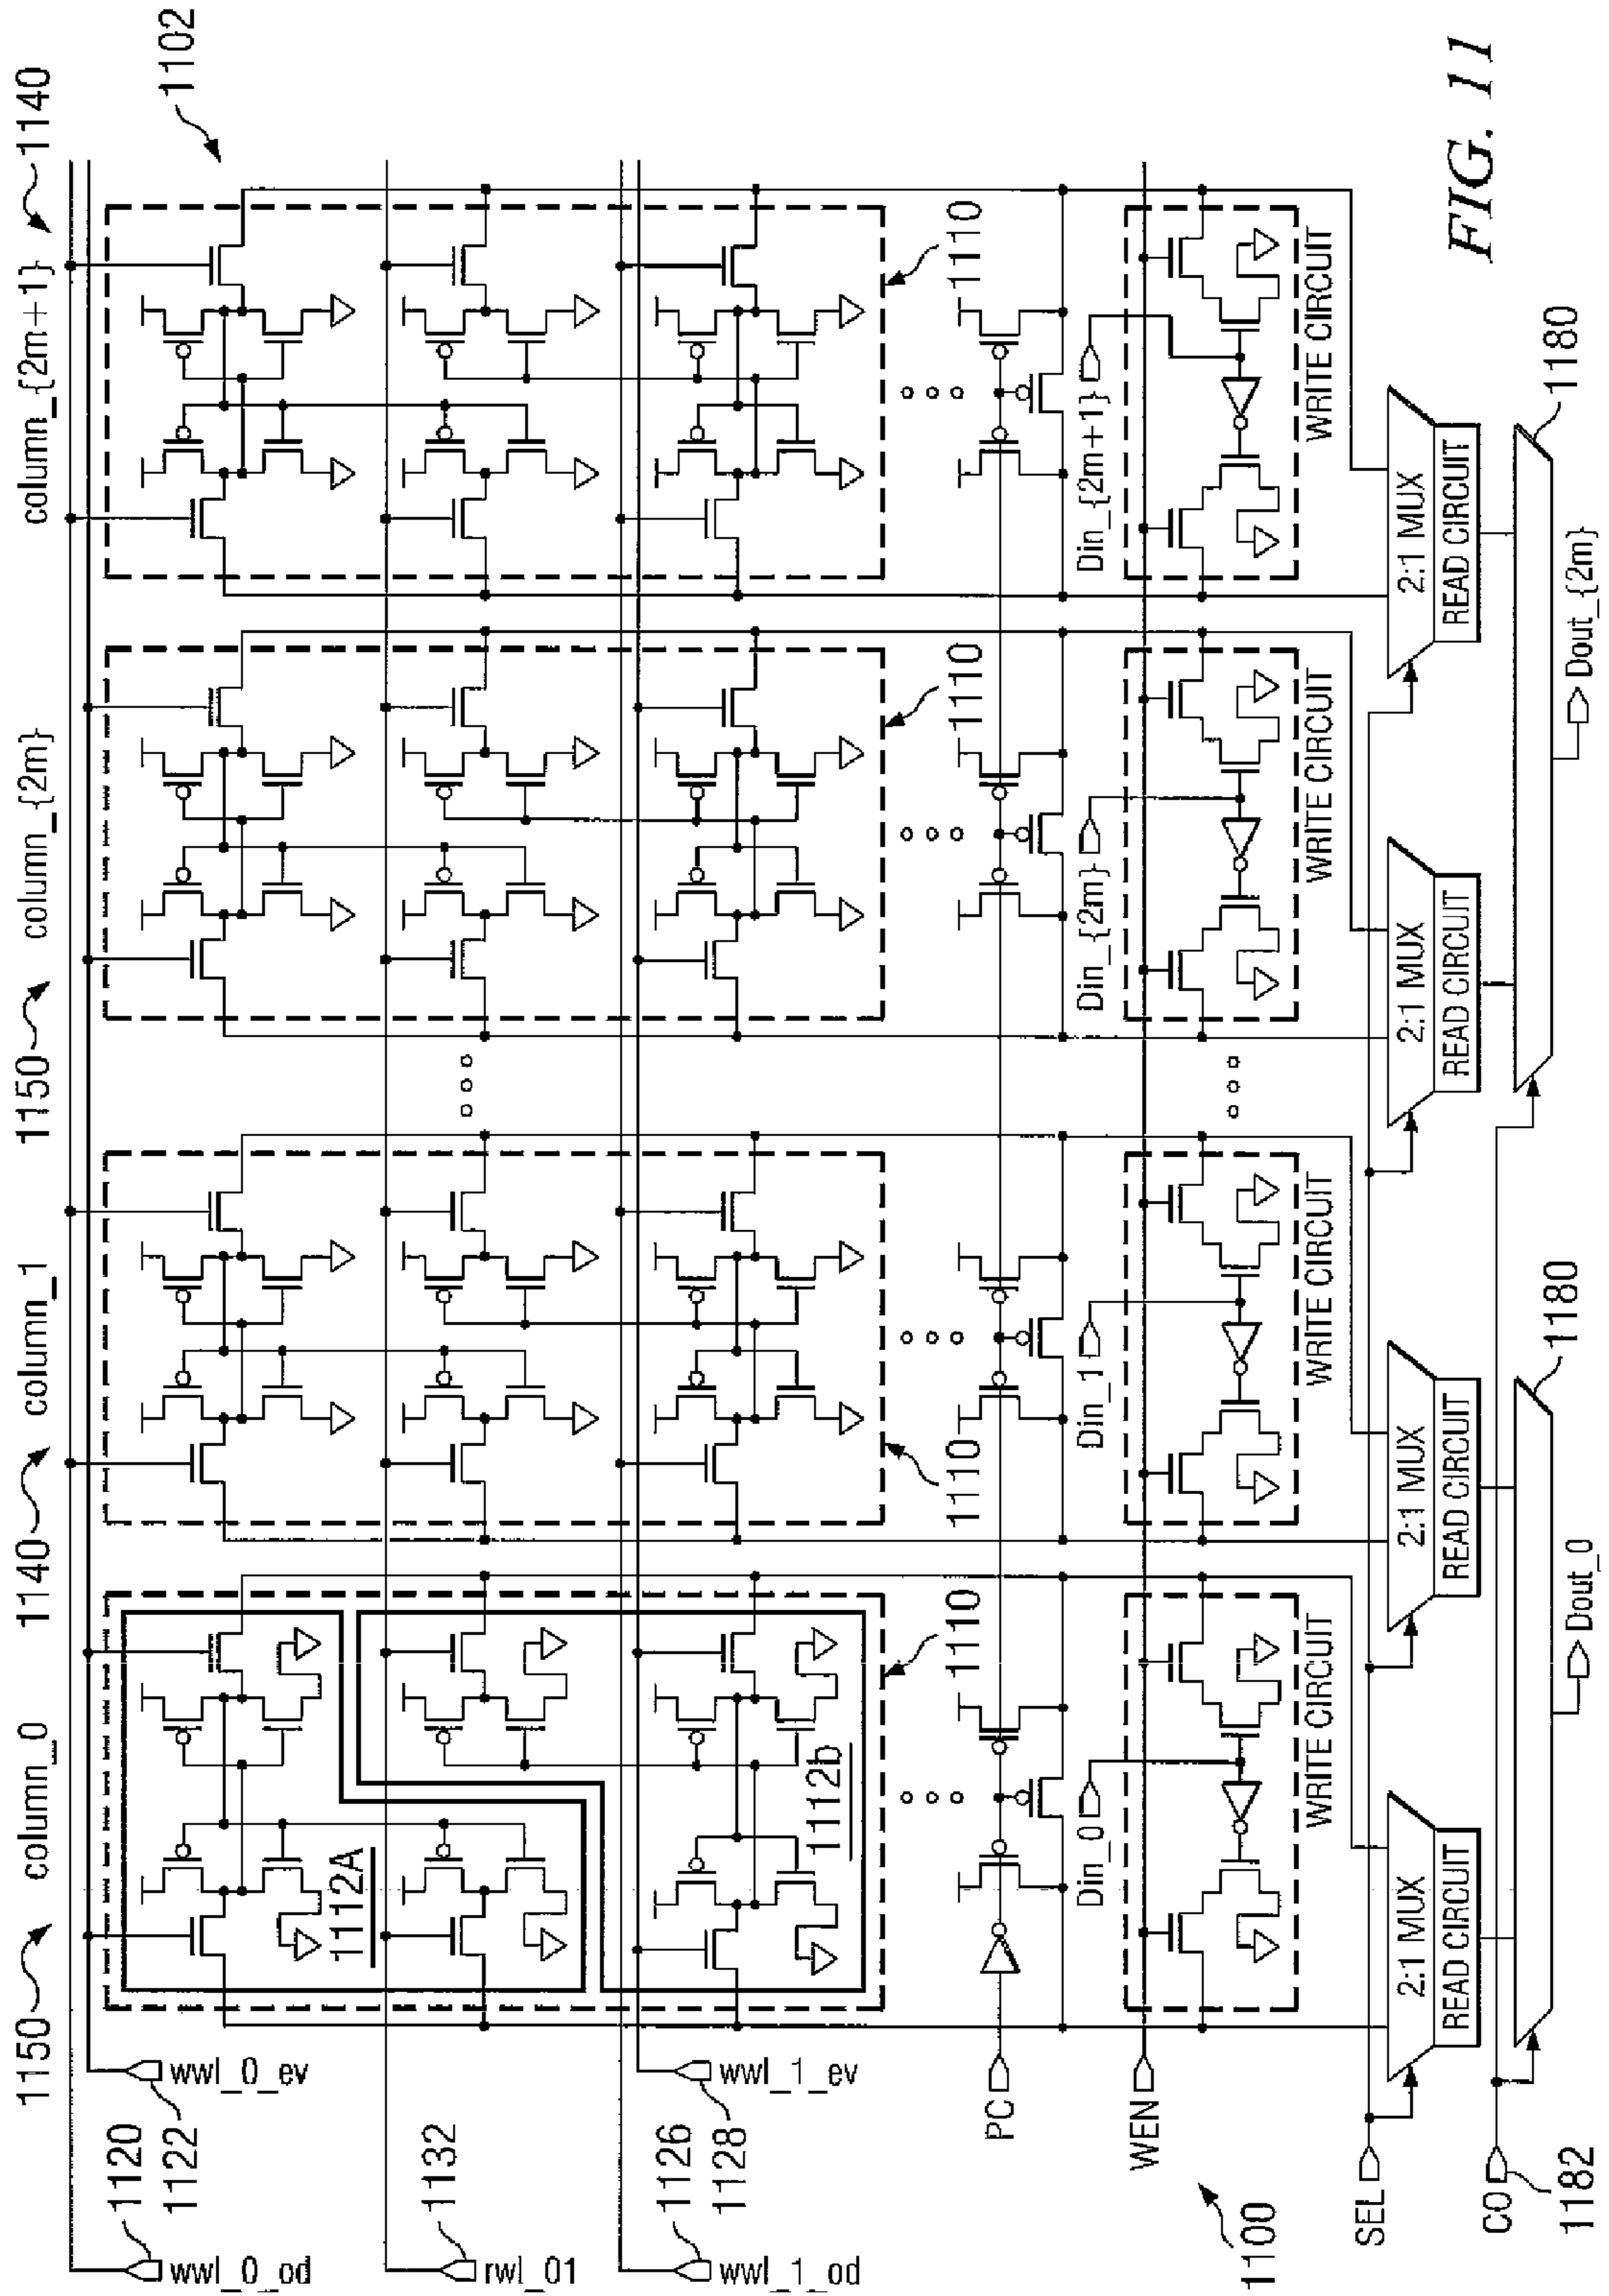 1150 column_0 1140 column_1 1150 column_{2m} column_{2m+1} 1140
1102
1120
wwl_0_od
1122
wwl_0_ev
1112A
1132
rwl_01
1126
wwl_1_od
1128
wwl_1_ev
1112b
1110
1110
1110
1110
PC
Din_0
Din_1
Din_{2m}
Din_{2m+1}
WEN
WRITE CIRCUIT
WRITE CIRCUIT
WRITE CIRCUIT
WRITE CIRCUIT
1100
SEL
2:1 MUX
READ CIRCUIT
2:1 MUX
READ CIRCUIT
2:1 MUX
READ CIRCUIT
2:1 MUX
READ CIRCUIT
CO
1182
1180
1180
Dout_0
Dout_{2m}
FIG. 11